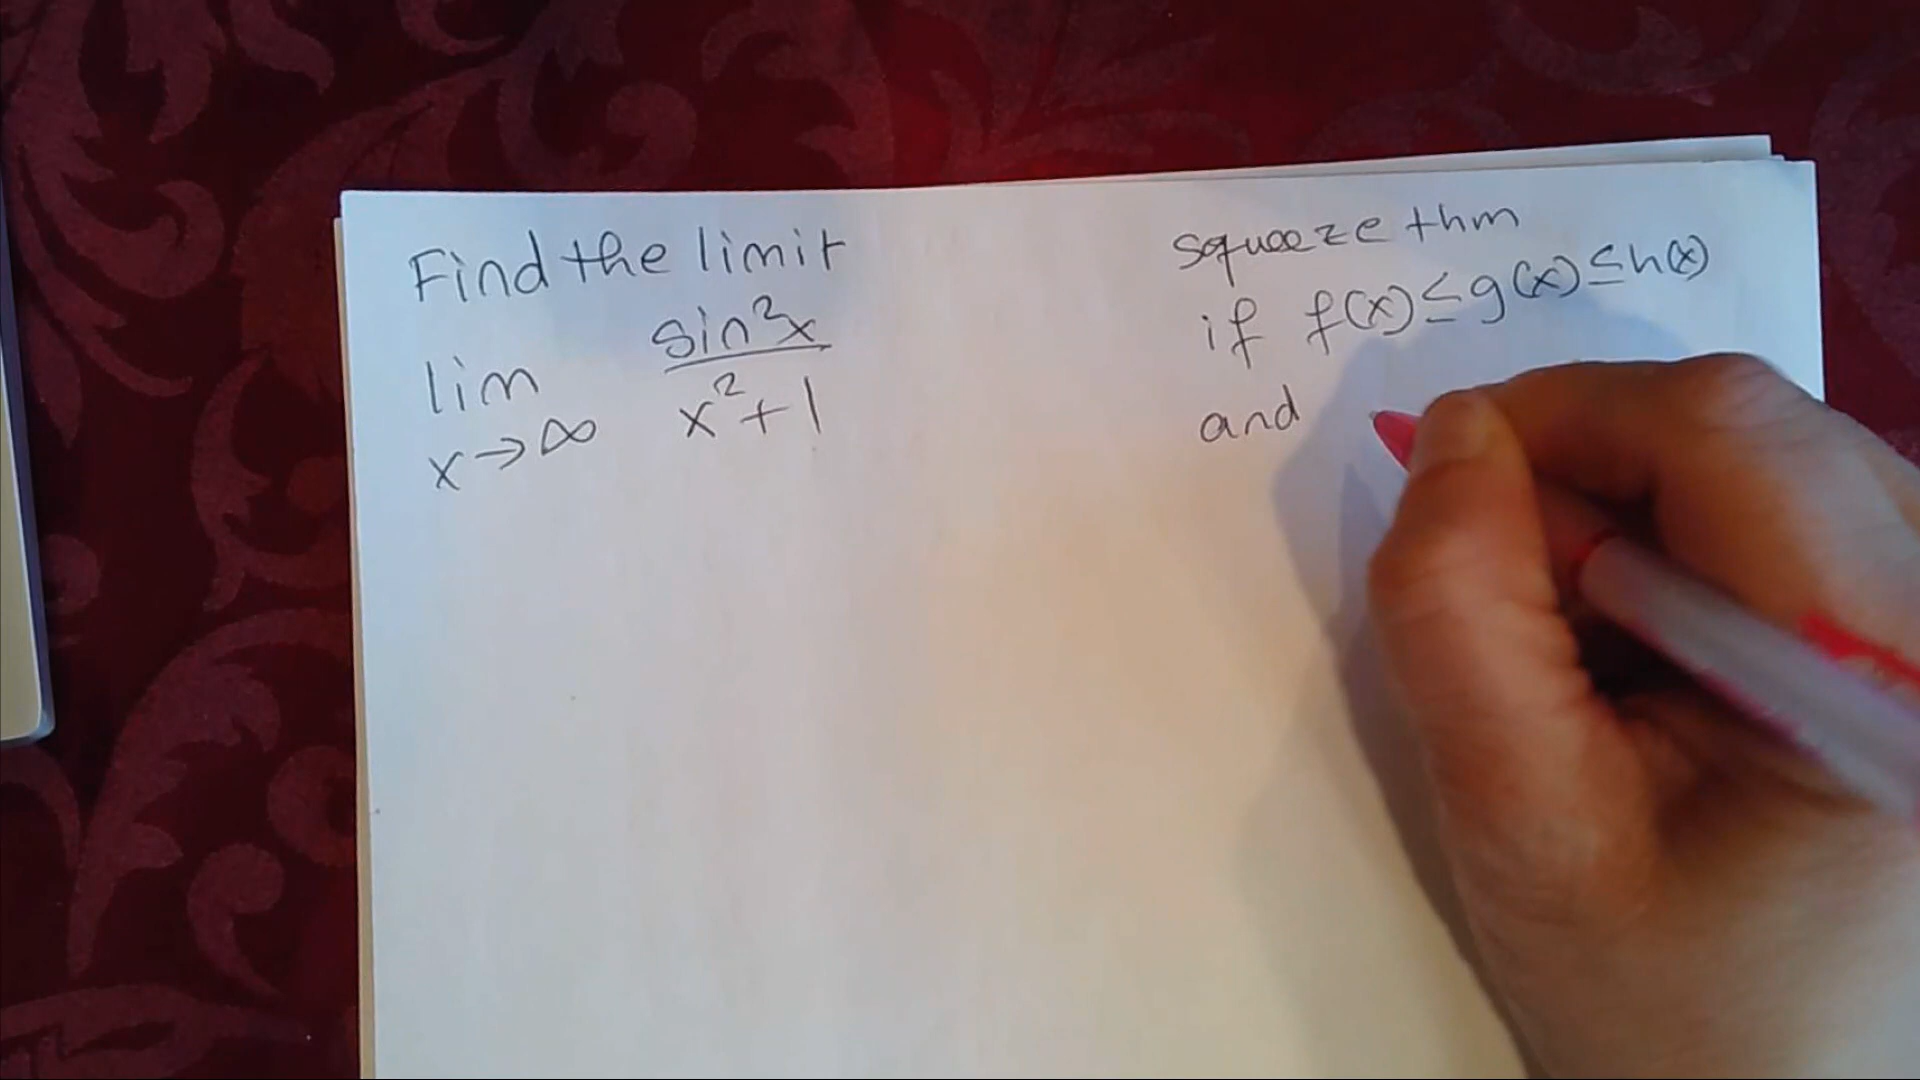 Find the limit
lim x→∞ sin²x / x²+1
squeeze thm
if f(x)≤g(x)≤h(x)
and